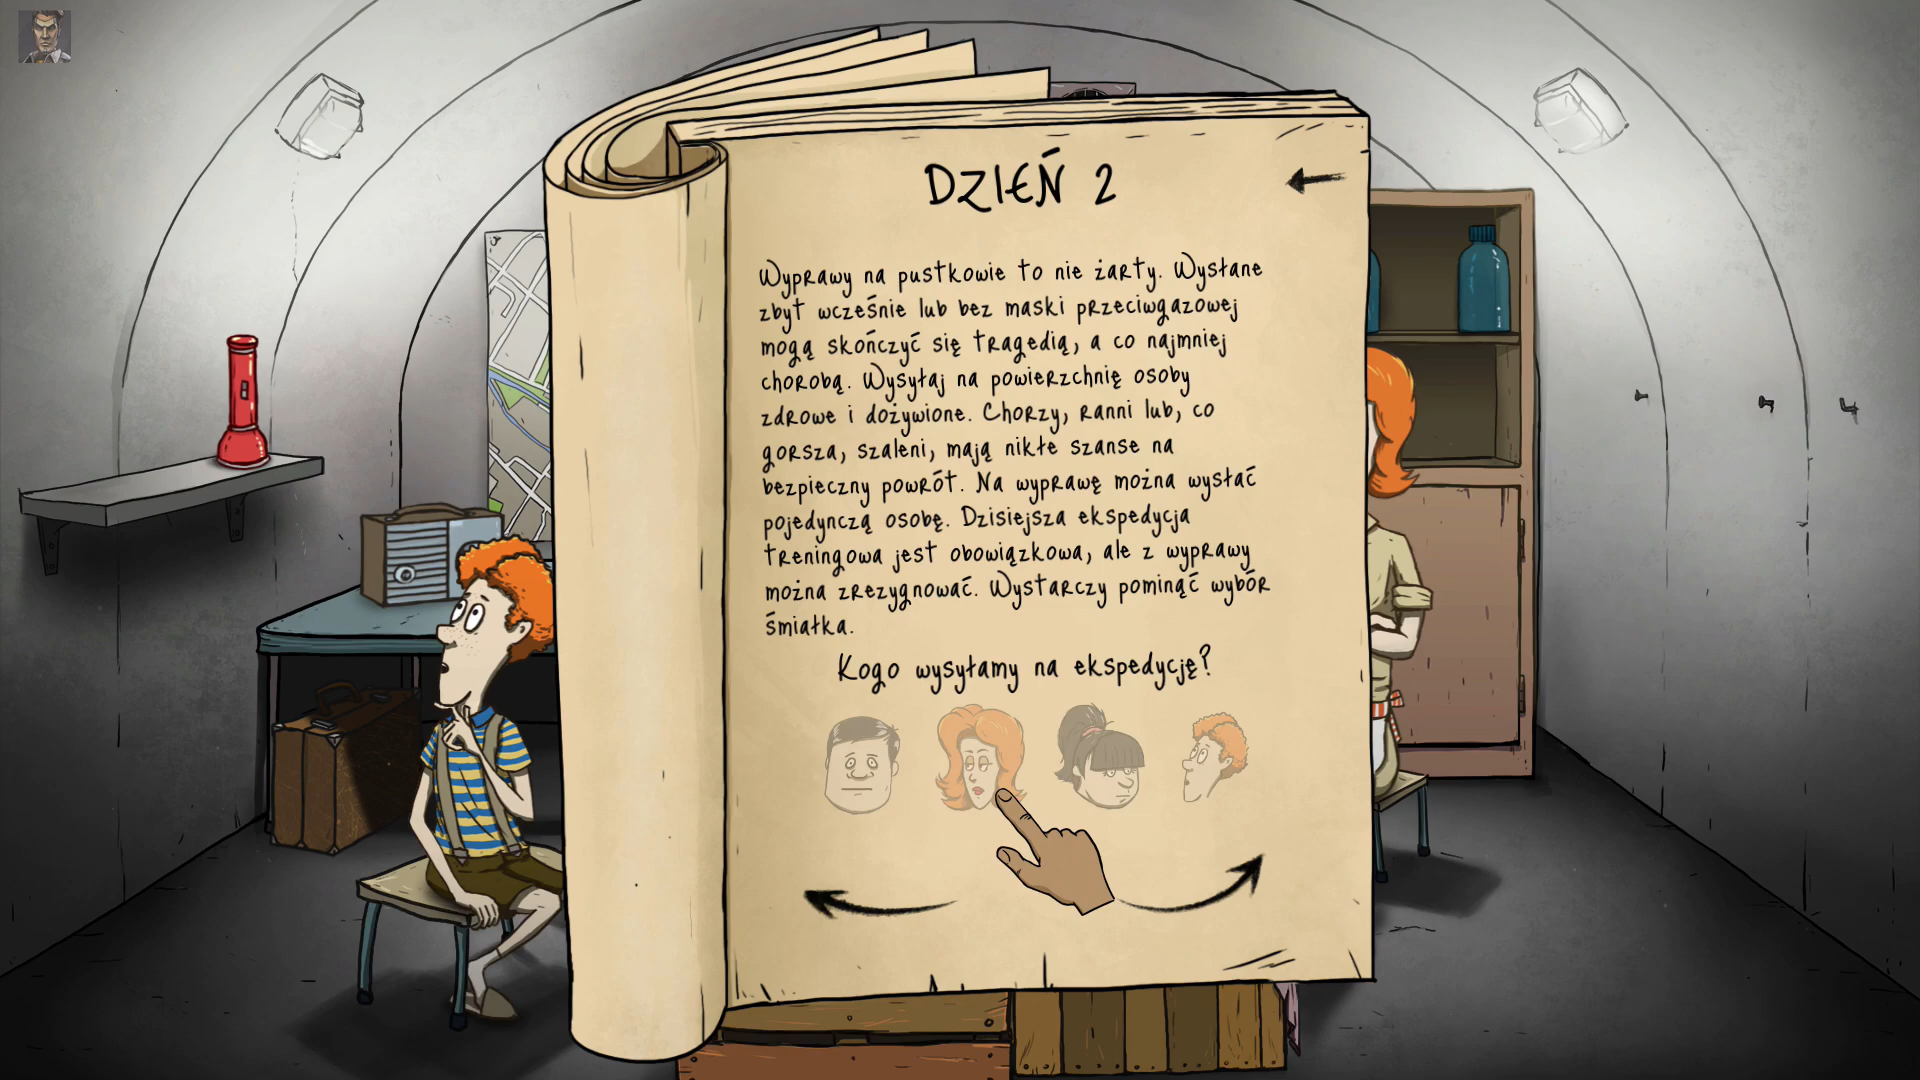 DZIEŃ 2
Wyprawy na pustkowie to nie żarty. Wysłane
zbyt wcześnie lub bez maski przeciwgazowej
mogą skończyć się tragedią, a co najmniej
chorobą. Wysyłaj na powierzchnię osoby
zdrowe i dożywione. Chorzy, ranni lub, co
gorsza, szaleni, mają nikłe szanse na
bezpieczny powrót. Na wyprawę można wysłać
pojedynczą osobę. Dzisiejsza ekspedycja
treningowa jest obowiązkowa, ale z wyprawy
można zrezygnować. Wystarczy pominąć wybór
śmiałka.
Kogo wysyłamy na ekspedycję?